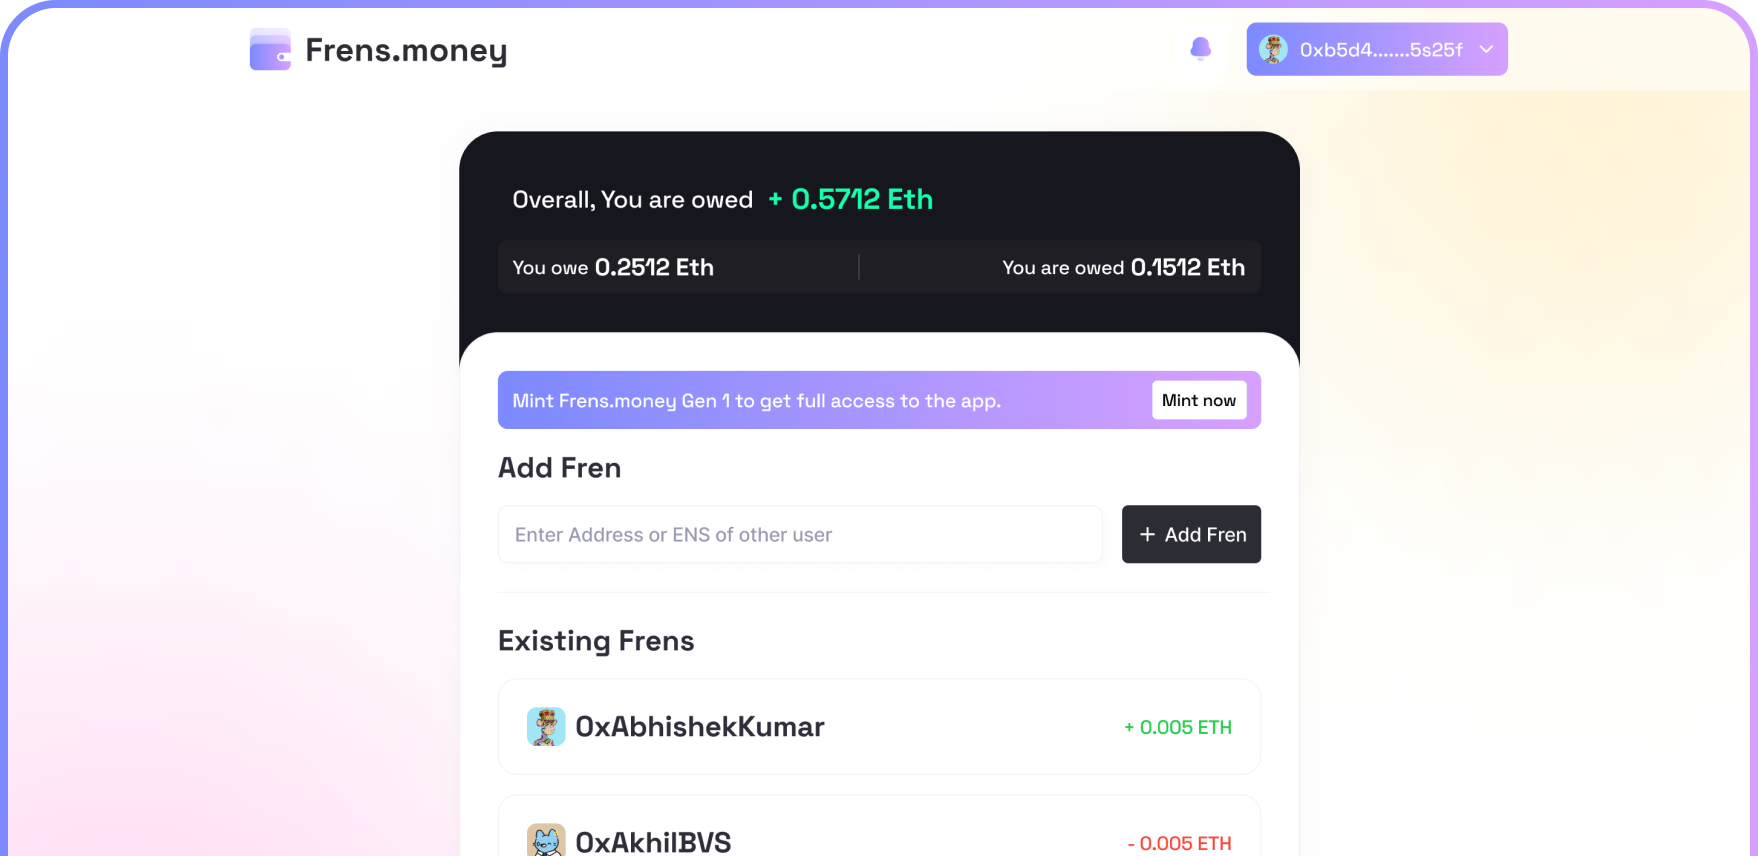 Frens.money
0xb5d4.......5s25f
Overall, You are owed + 0.5712 Eth
You owe 0.2512 Eth
You are owed 0.1512 Eth
Mint Frens.money Gen 1 to get full access to the app.
Mint now
Add Fren
Enter Address or ENS of other user
+ Add Fren
Existing Frens
0xAbhishekKumar
+ 0.005 ETH
0xAkhilBVS
- 0.005 ETH